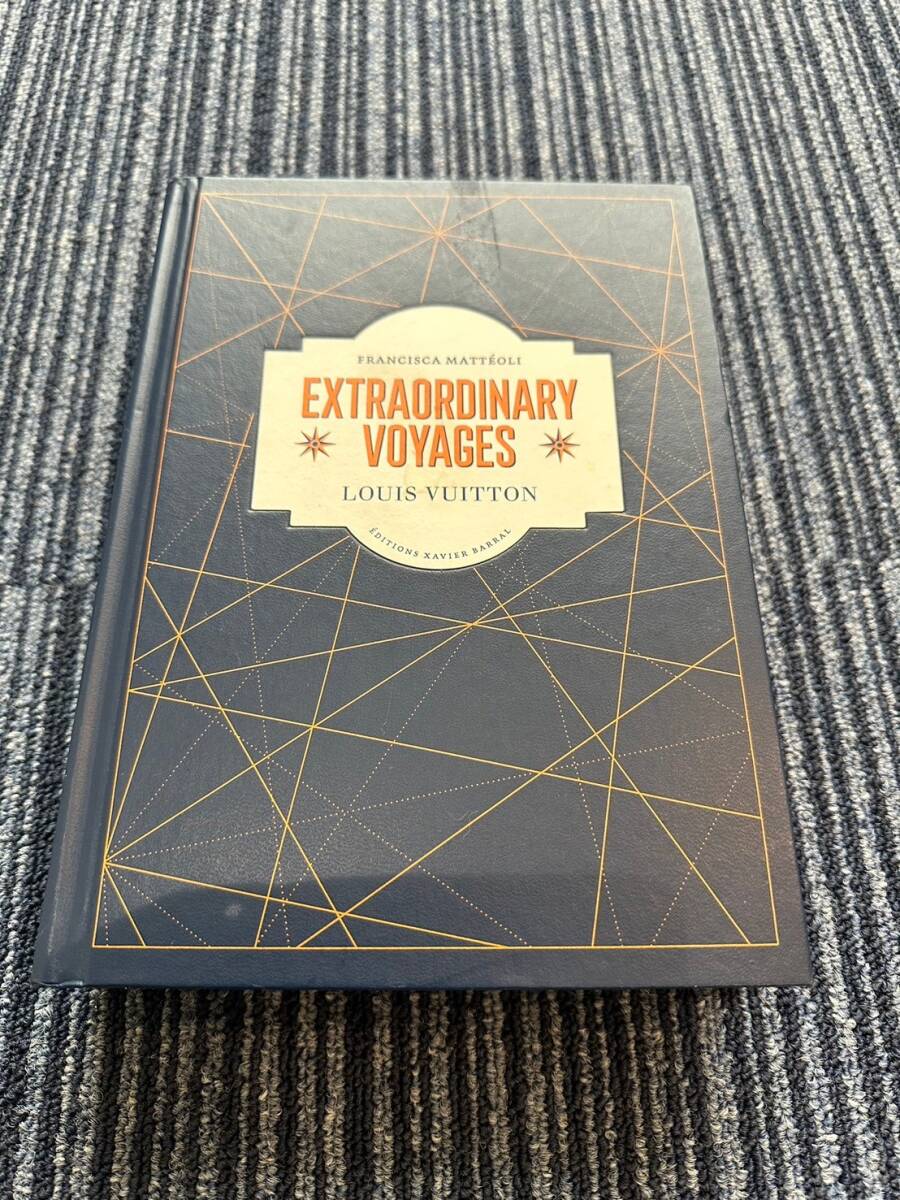 FRANCISCA MATTÉOLI
EXTRAORDINARY
VOYAGES
LOUIS VUITTON
ÉDITIONS XAVIER BARRAL